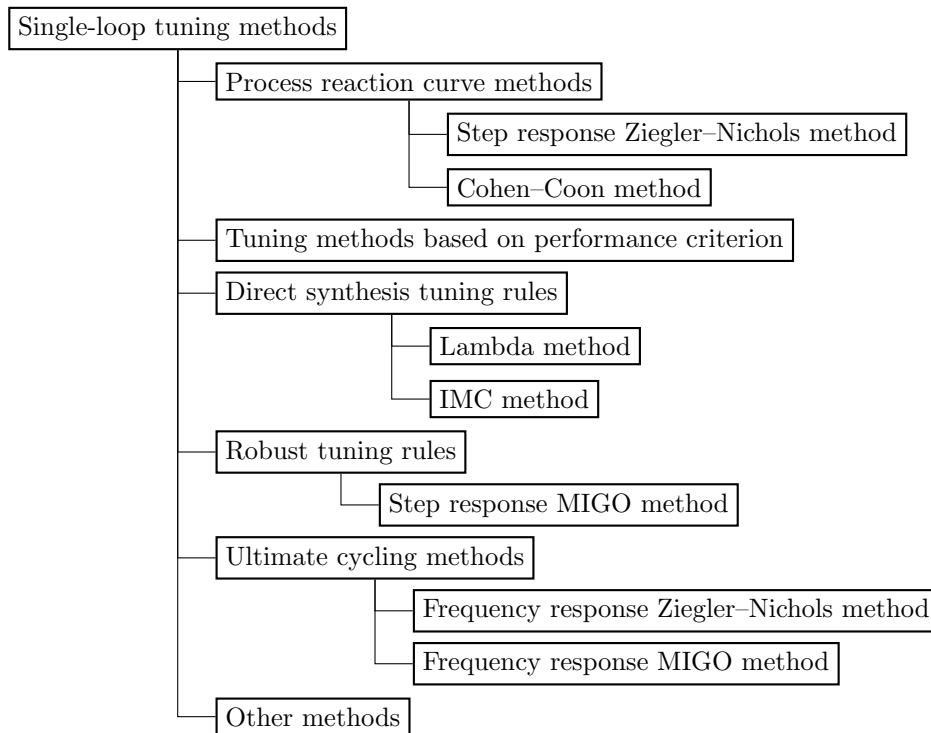 Single-loop tuning methods
Process reaction curve methods
Step response Ziegler–Nichols method
Cohen–Coon method
Tuning methods based on performance criterion
Direct synthesis tuning rules
Lambda method
IMC method
Robust tuning rules
Step response MIGO method
Ultimate cycling methods
Frequency response Ziegler–Nichols method
Frequency response MIGO method
Other methods